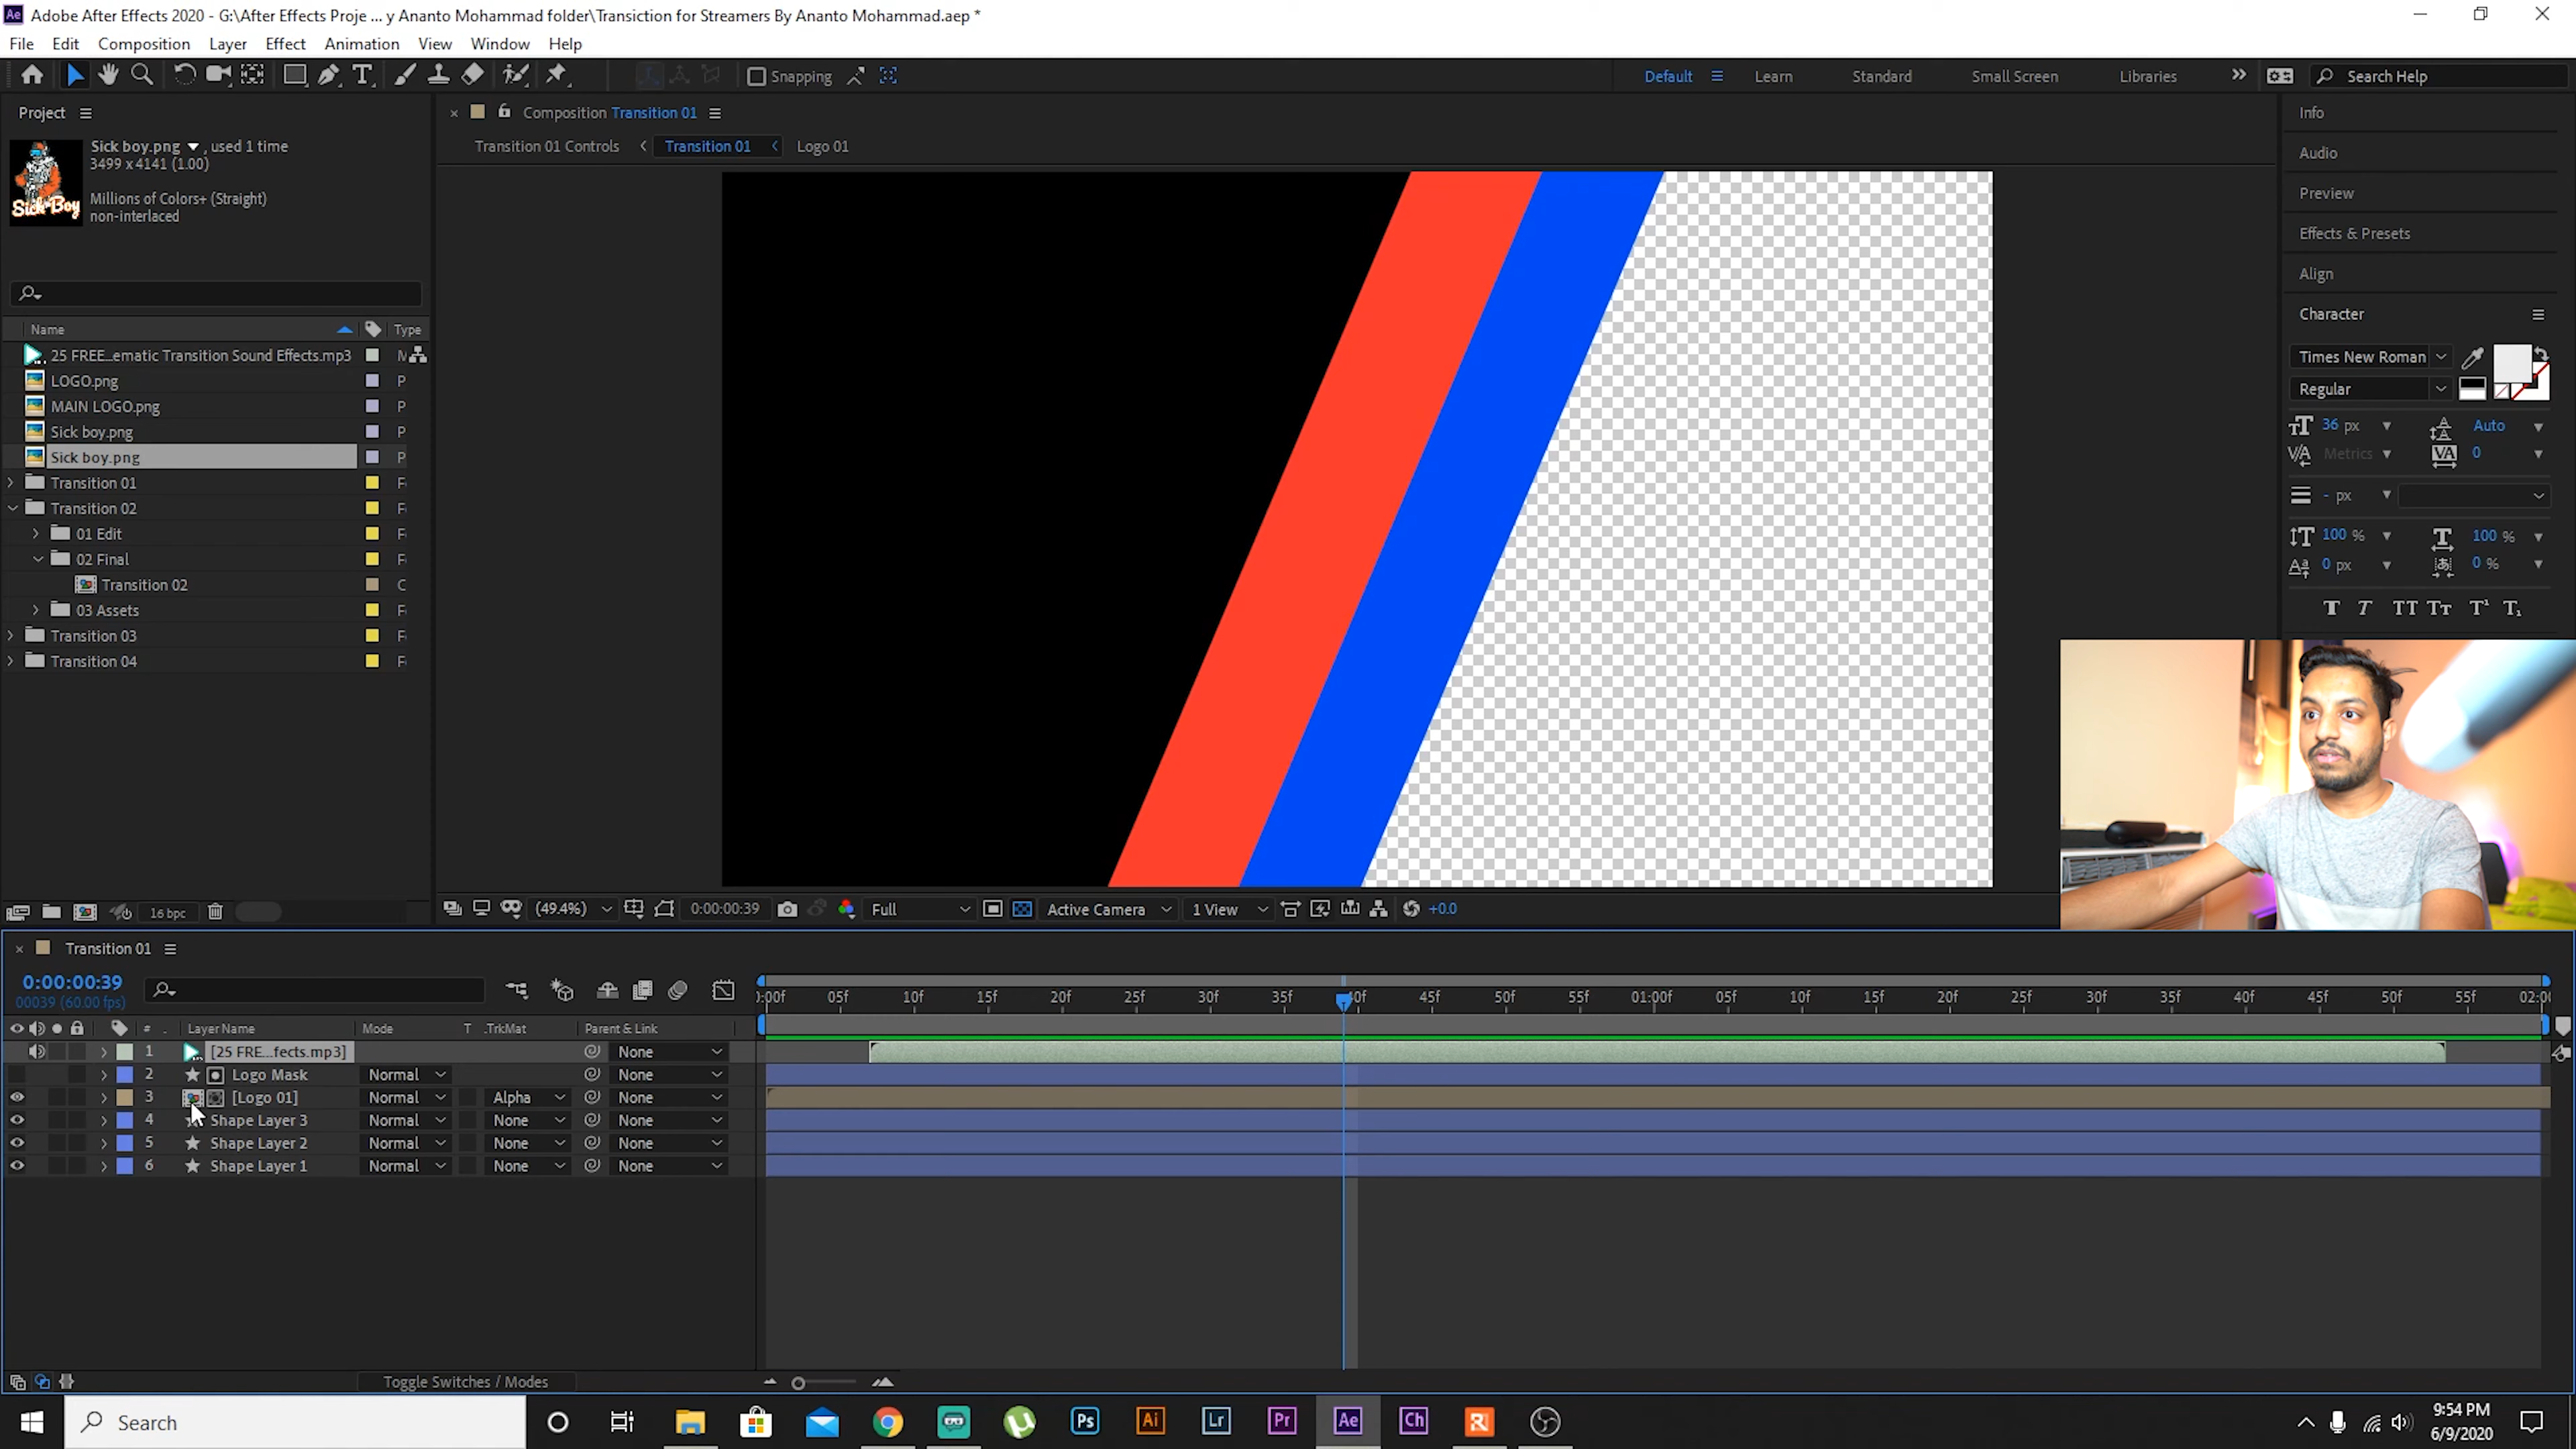 Adobe After Effects 2020 - G:\After Effects Proje ... y Ananto Mohammad folder\Transiction for Streamers By Ananto Mohammad.aep *
File Edit Composition Layer Effect Animation View Window Help
Snapping Default Learn Standard Small Screen Libraries Search Help
Project
Sick boy.png, used 1 time
3499 x 4141 (1.00)
Millions of Colors+ (Straight)
non-interlaced
Sick Boy
Name Type
25 FREE...ematic Transition Sound Effects.mp3
LOGO.png P
MAIN LOGO.png P
Sick boy.png P
Sick boy.png P
Transition 01 F
Transition 02 F
01 Edit F
02 Final F
Transition 02 C
03 Assets F
Transition 03 F
Transition 04 F
16 bpc
Composition Transition 01
Transition 01 Controls Transition 01 Logo 01
(49.4%) 0:00:00:39 Full Active Camera 1 View +0.0
Info
Audio
Preview
Effects & Presets
Align
Character
Times New Roman
Regular
36 px Auto
Metrics 0
- px
100 % 100 %
0 px 0 %
Transition 01
0:00:00:39
00039 (60.00 fps)
:00f 05f 10f 15f 20f 25f 30f 35f 40f 45f 50f 55f 01:00f 05f 10f 15f 20f 25f 30f 35f 40f 45f 50f 55f 02:00
# Layer Name Mode T .TrkMat Parent & Link
1 [25 FRE...fects.mp3] None
2 Logo Mask Normal None
3 [Logo 01] Normal Alpha None
4 Shape Layer 3 Normal None None
5 Shape Layer 2 Normal None None
6 Shape Layer 1 Normal None None
Toggle Switches / Modes
Search
Ps Ai Lr Pr Ae Ch
9:54 PM
6/9/2020